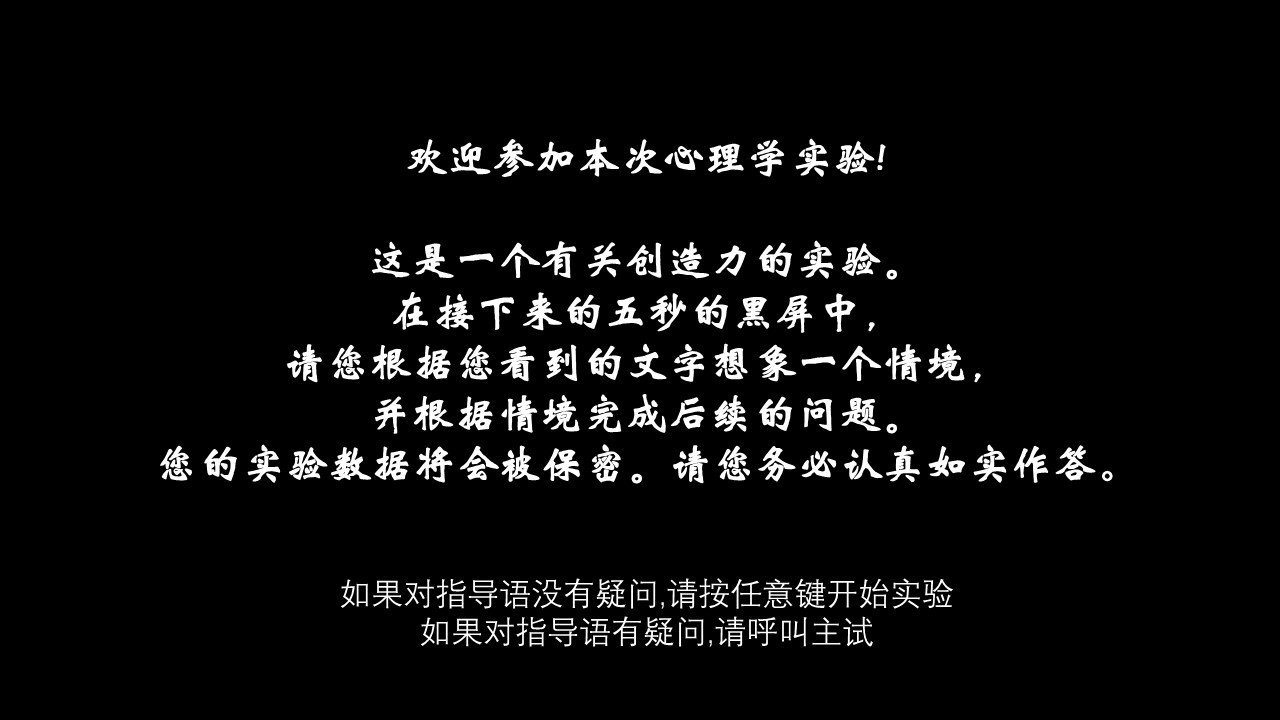 欢迎参加本次心理学实验!
这是一个有关创造力的实验。
在接下来的五秒的黑屏中，
请您根据您看到的文字想象一个情境，
并根据情境完成后续的问题。
您的实验数据将会被保密。请您务必认真如实作答。
如果对指导语没有疑问,请按任意键开始实验
如果对指导语有疑问,请呼叫主试